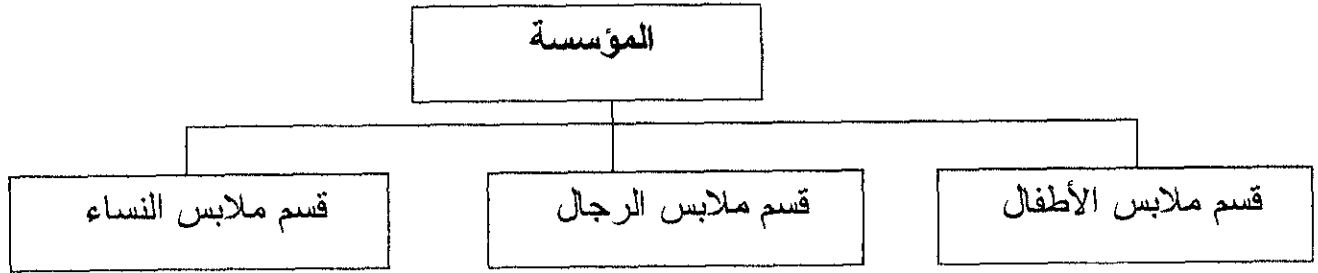 المؤسسة
قسم ملابس الأطفال
قسم ملابس الرجال
قسم ملابس النساء